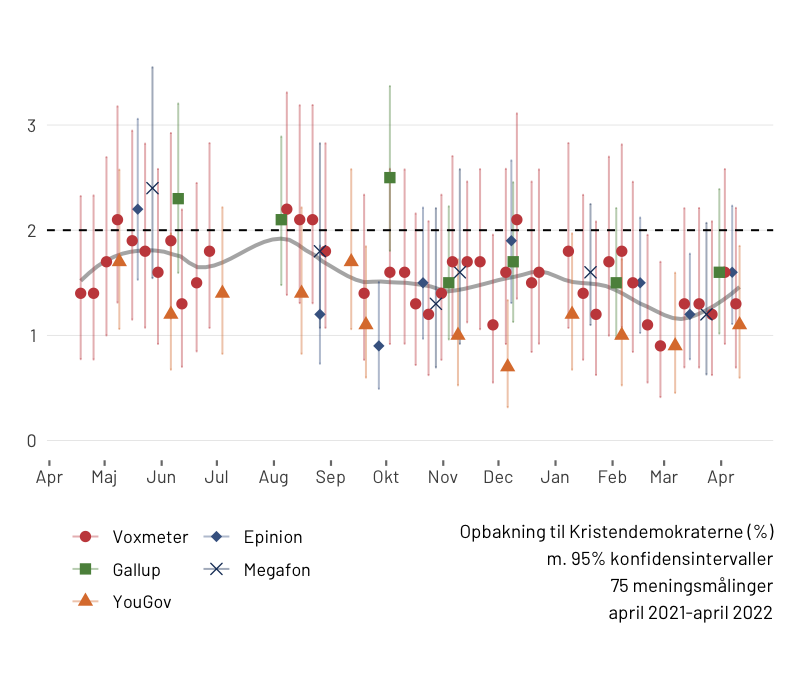 3
2
1
0
Apr Maj Jun Jul Aug Sep Okt Nov Dec Jan Feb Mar Apr
Voxmeter Epinion
Gallup Megafon
YouGov
Opbakning til Kristendemokraterne (%)
m. 95% konfidensintervaller
75 meningsmålinger
april 2021-april 2022